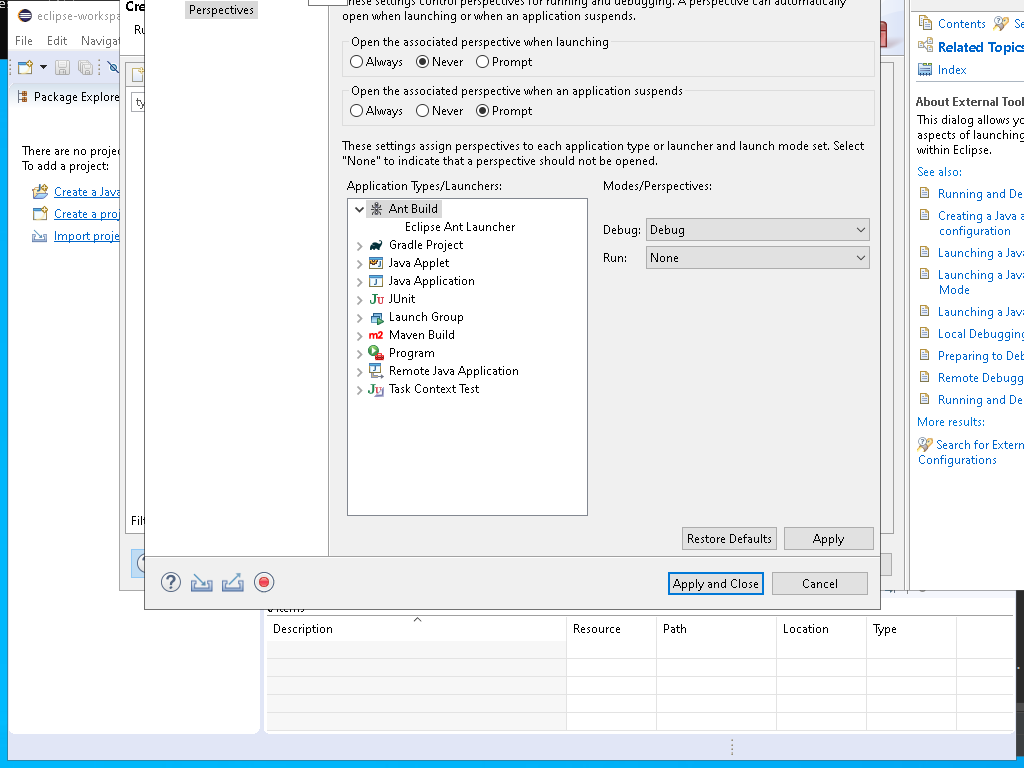 eclipse-workspa
Cre
Perspectives
These settings control perspectives for running and debugging. A perspective can automatically
open when launching or when an application suspends.
File Edit Navigat
Ru
Contents Se
Related Topics
Index
Open the associated perspective when launching
Always Never Prompt
Package Explore
ty
Open the associated perspective when an application suspends
Always Never Prompt
About External Tool
This dialog allows yo
aspects of launching
within Eclipse.
There are no projec
To add a project:
Create a Java
Create a proj
Import proje
These settings assign perspectives to each application type or launcher and launch mode set. Select
"None" to indicate that a perspective should not be opened.
Application Types/Launchers:
Modes/Perspectives:
Ant Build
Eclipse Ant Launcher
Gradle Project
Java Applet
Java Application
JUnit
Launch Group
Maven Build
Program
Remote Java Application
Task Context Test
Debug: Debug
Run: None
See also:
Running and De
Creating a Java a
configuration
Launching a Java
Launching a Java
Mode
Launching a Java
Local Debugging
Preparing to Deb
Remote Debugg
Running and De
More results:
Search for Extern
Configurations
Filt
Restore Defaults Apply
Apply and Close Cancel
items
Description Resource Path Location Type